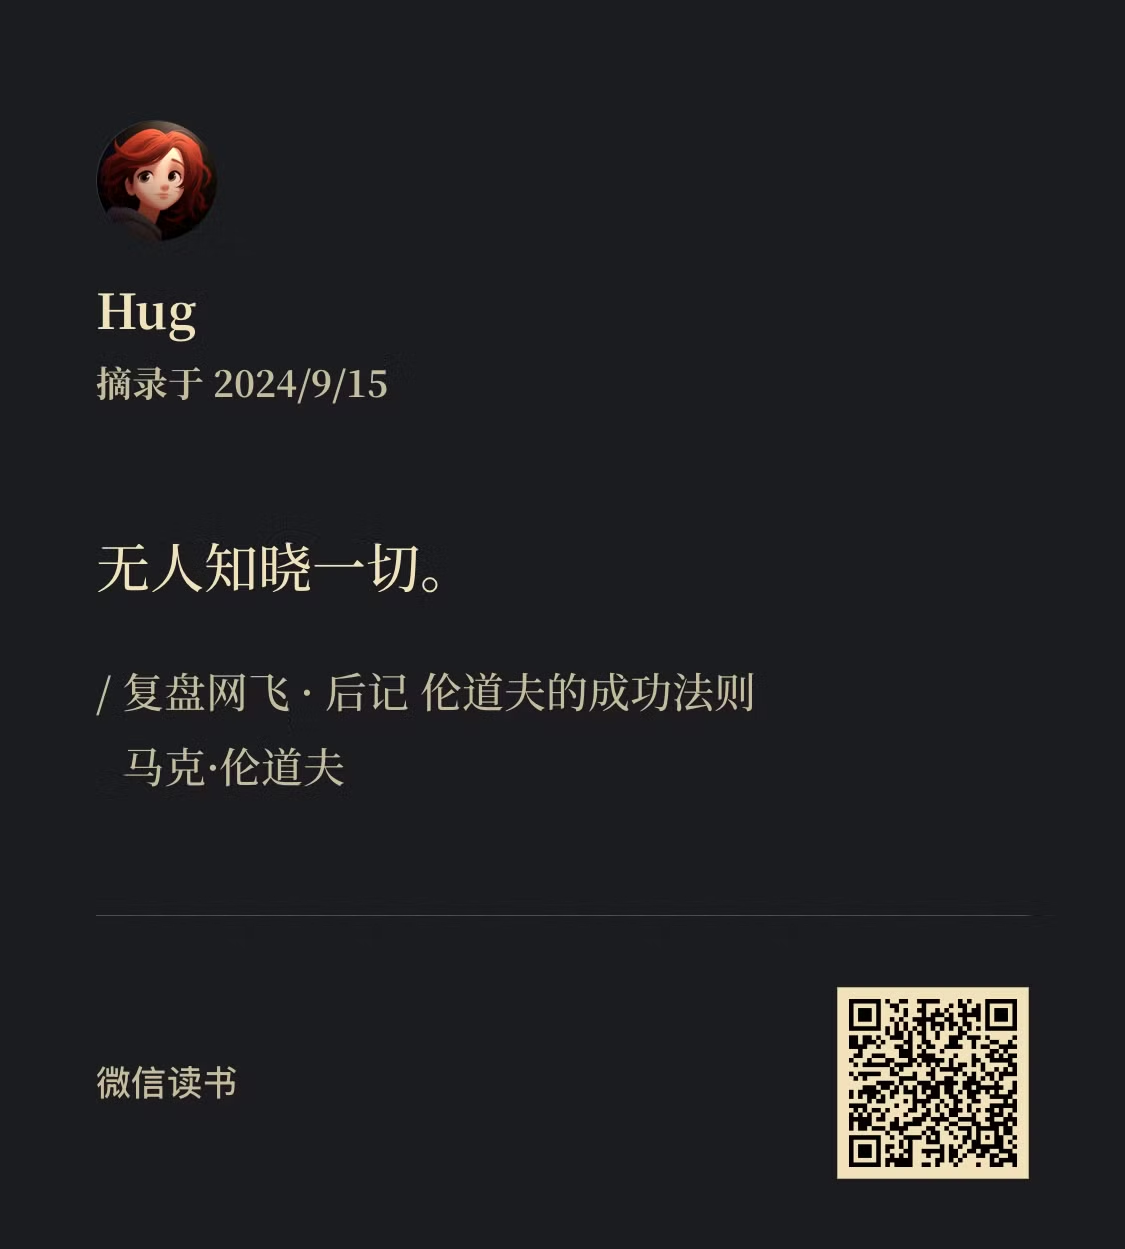 Hug
摘录于 2024/9/15
无人知晓一切。
/ 复盘网飞 · 后记 伦道夫的成功法则
马克·伦道夫
微信读书